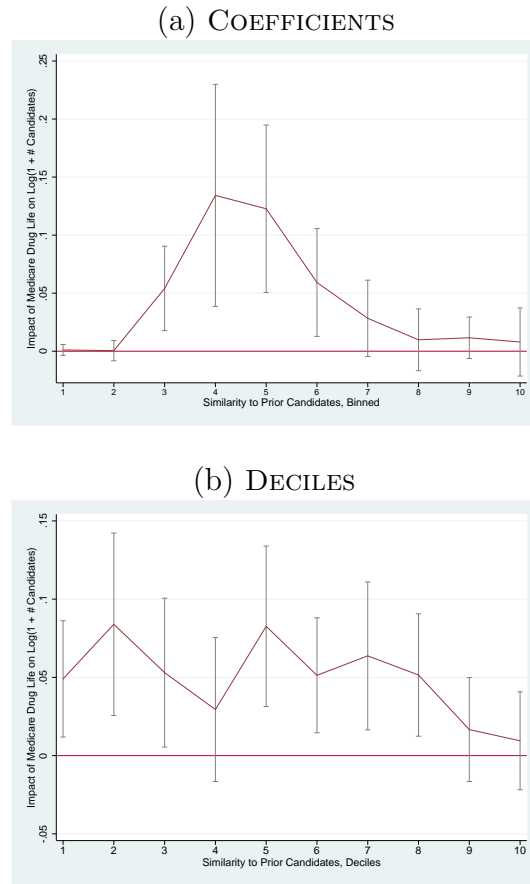 (a) COEFFICIENTS
Impact of Medicare Drug Life on Log(1 + # Candidates)
.25
.2
.15
.1
.05
0
1 2 3 4 5 6 7 8 9 10
Similarity to Prior Candidates, Binned
(b) DECILES
Impact of Medicare Drug Life on Log(1 + # Candidates)
.15
.1
.05
0
-.05
1 2 3 4 5 6 7 8 9 10
Similarity to Prior Candidates, Deciles